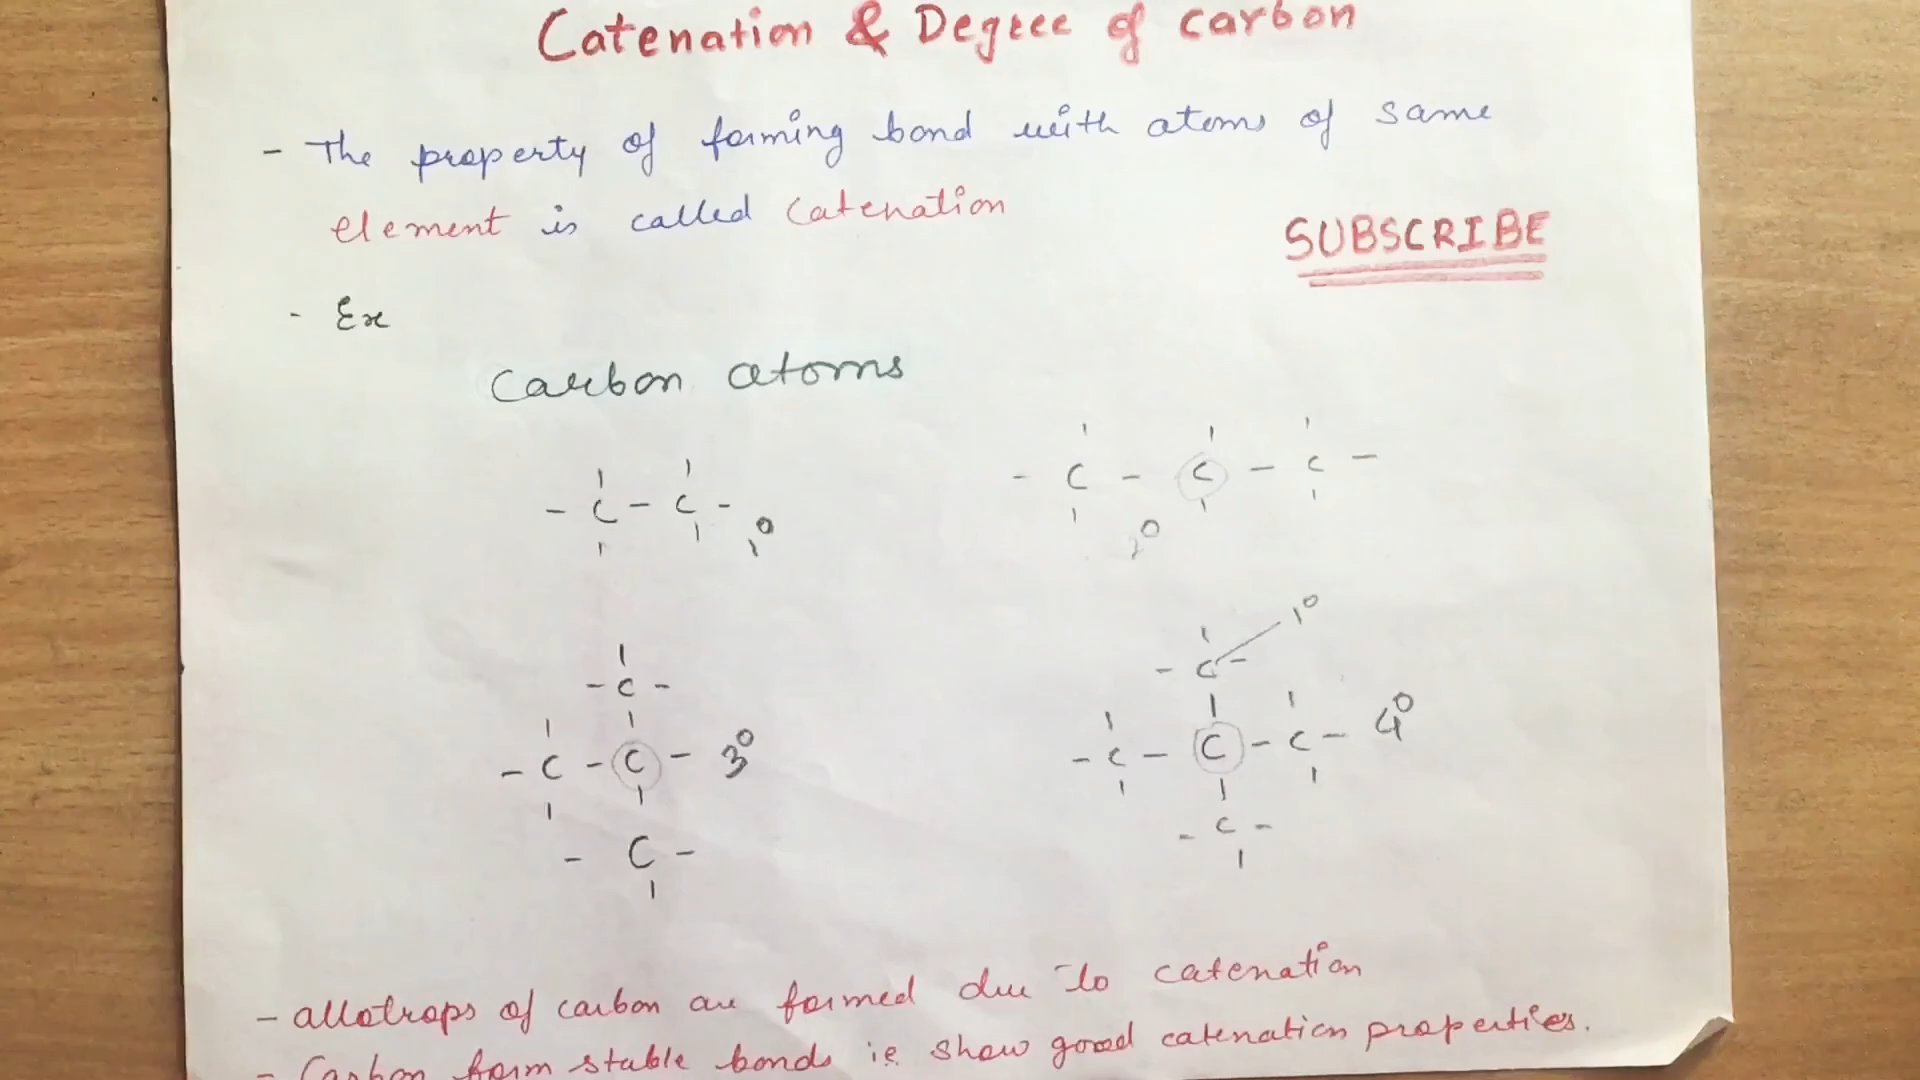 Catenation & Degree of carbon
- The property of forming bond with atoms of same
element is called Catenation
SUBSCRIBE
- Ex
Carbon atoms
- C - C - 1°
- C - C - C -
2°
1°
- C -
- C - C - 3°
- C -
- C -
- C - C - C - 4°
- C -
- allotraps of carbon are formed due to catenation
- Carbon form stable bonds ie show good catenation properties.